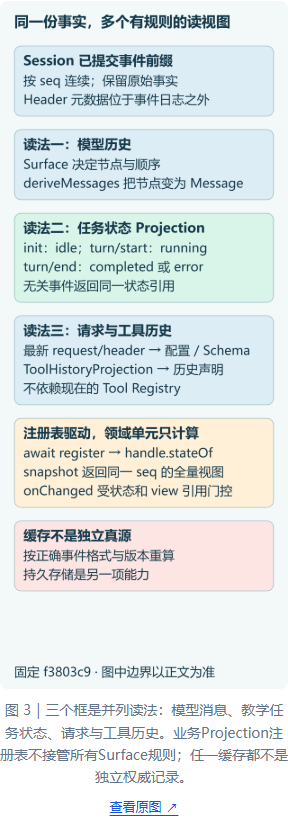 同一份事实，多个有规则的读视图
Session 已提交事件前缀
按 seq 连续；保留原始事实
Header 元数据位于事件日志之外
读法一：模型历史
Surface 决定节点与顺序
deriveMessages 把节点变为 Message
读法二：任务状态 Projection
init：idle；turn/start：running
turn/end：completed 或 error
无关事件返回同一状态引用
读法三：请求与工具历史
最新 request/header → 配置 / Schema
ToolHistoryProjection → 历史声明
不依赖现在的 Tool Registry
注册表驱动，领域单元只计算
await register → handle.stateOf
snapshot 返回同一 seq 的全量视图
onChanged 受状态和 view 引用门控
缓存不是独立真源
按正确事件格式与版本重算
持久存储是另一项能力
固定 f3803c9 · 图中边界以正文为准
图 3｜三个框是并列读法：模型消息、教学任
务状态、请求与工具历史。业务Projection注
册表不接管所有Surface规则；任一缓存都不是
独立权威记录。
查看原图 ↗